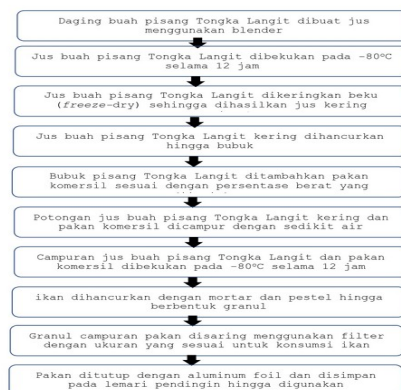 Daging buah pisang Tongka Langit dibuat jus
menggunakan blender
Jus buah pisang Tongka Langit dibekukan pada -80°C
selama 12 jam
Jus buah pisang Tongka Langit dikeringkan beku
(freeze-dry) sehingga dihasilkan jus kering
Jus buah pisang Tongka Langit kering dihancurkan
hingga bubuk
Bubuk pisang Tongka Langit ditambahkan pakan
komersil sesuai dengan persentase berat yang
Potongan jus buah pisang Tongka Langit kering dan
pakan komersil dicampur dengan sedikit air
Campuran jus buah pisang Tongka Langit dan pakan
komersil dibekukan pada -80°C selama 12 jam
ikan dihancurkan dengan mortar dan pestel hingga
berbentuk granul
Granul campuran pakan disaring menggunakan filter
dengan ukuran yang sesuai untuk konsumsi ikan
Pakan ditutup dengan aluminum foil dan disimpan
pada lemari pendingin hingga digunakan